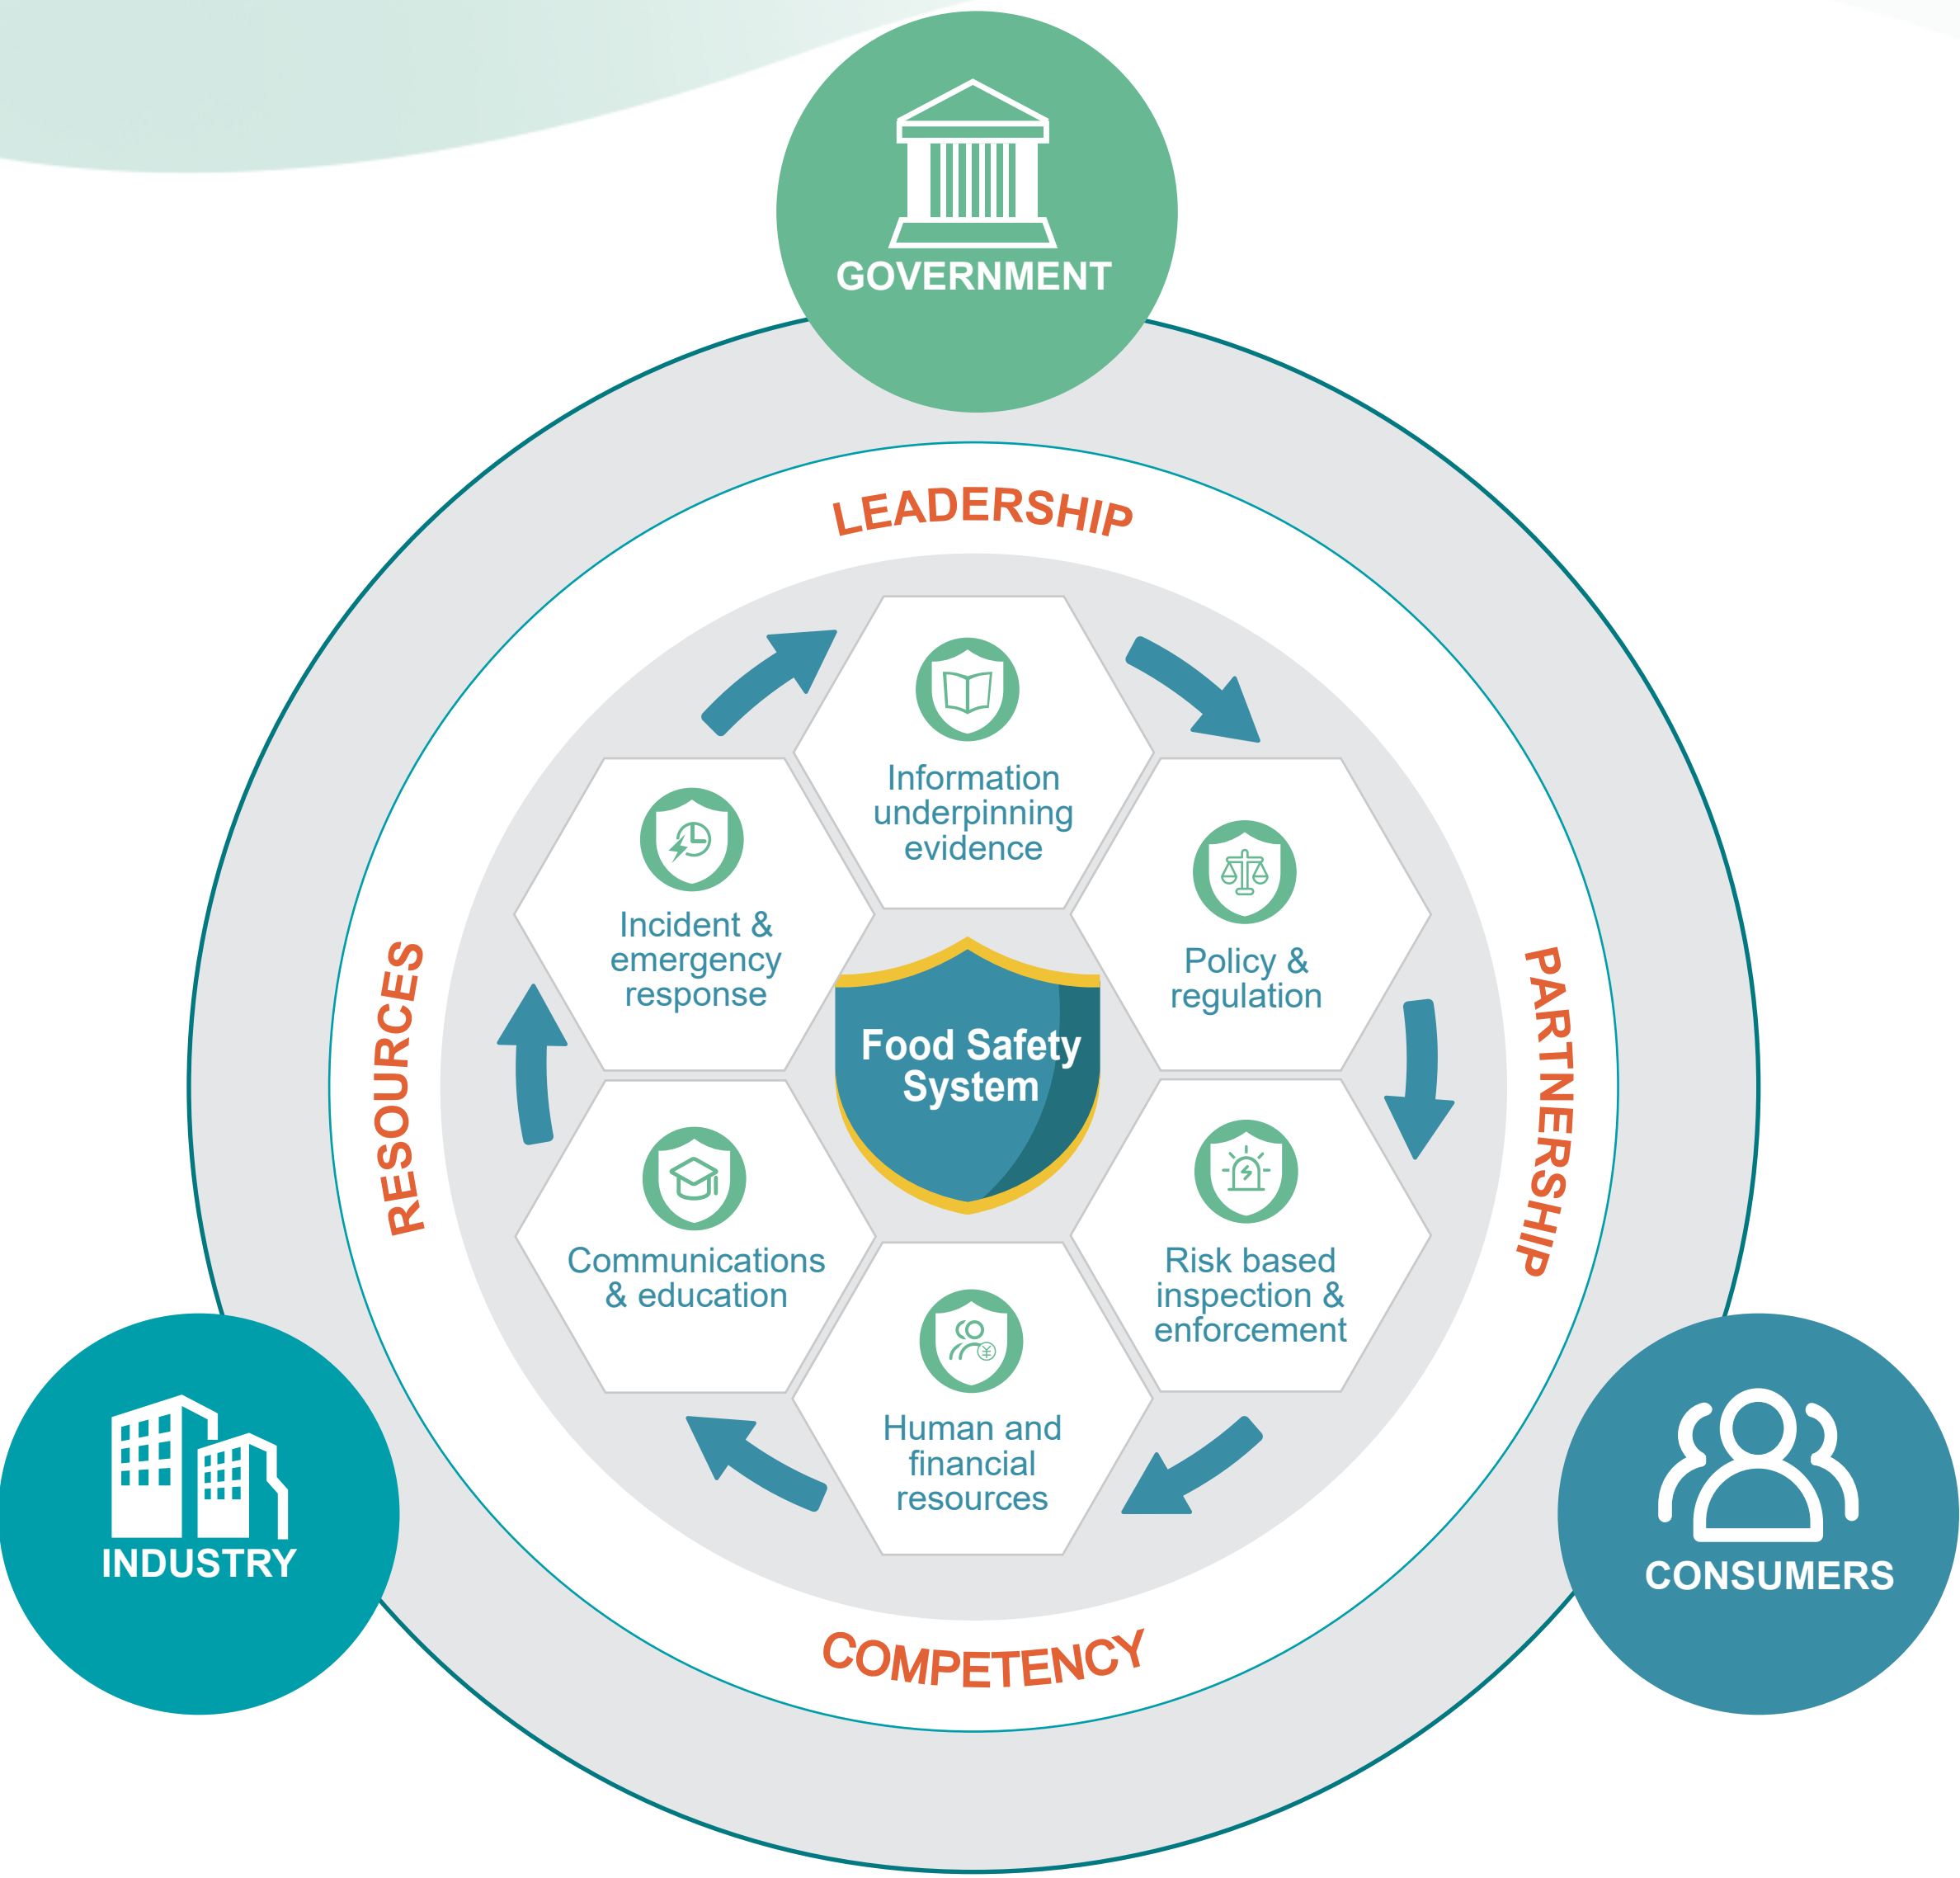 GOVERNMENT
LEADERSHIP
Information
underpinning
evidence
Incident &
emergency
response
Policy &
regulation
RESOURCES
PARTNERSHIP
Food Safety
System
Communications
& education
Risk based
inspection &
enforcement
Human and
financial
resources
INDUSTRY
CONSUMERS
COMPETENCY